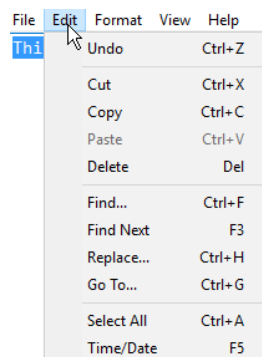 File Edit Format View Help
Thi
Undo Ctrl+Z
Cut Ctrl+X
Copy Ctrl+C
Paste Ctrl+V
Delete Del
Find... Ctrl+F
Find Next F3
Replace... Ctrl+H
Go To... Ctrl+G
Select All Ctrl+A
Time/Date F5